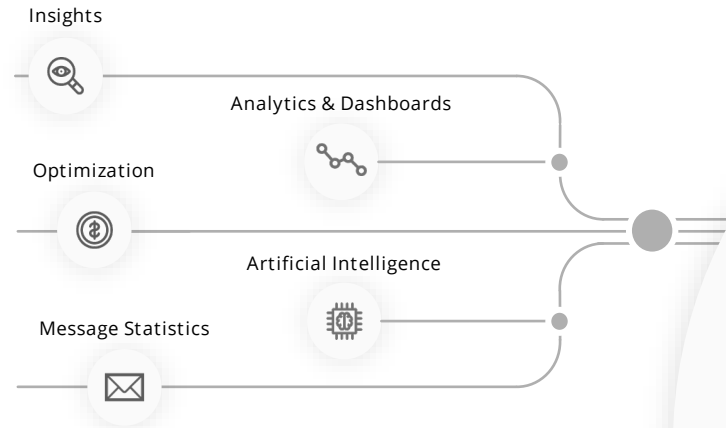 Insights
Analytics & Dashboards
Optimization
Artificial Intelligence
Message Statistics